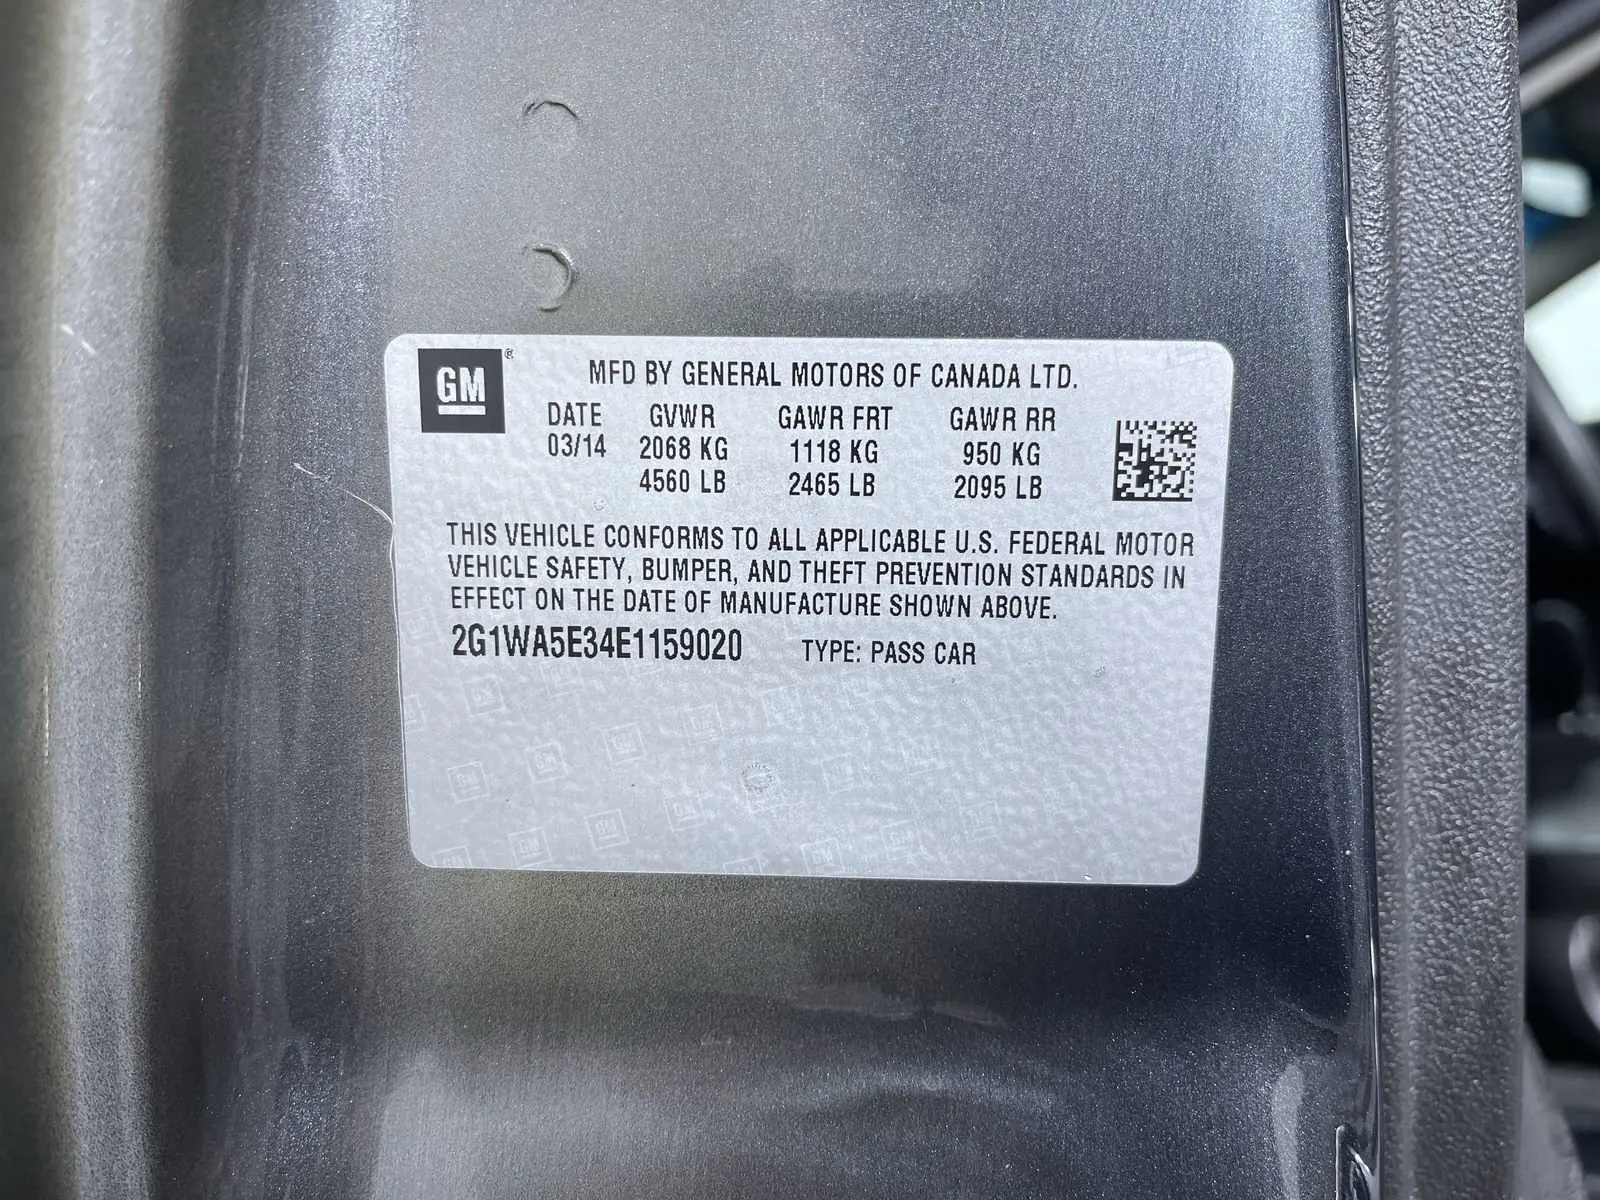 GM®
MFD BY GENERAL MOTORS OF CANADA LTD.
DATE GVWR GAWR FRT GAWR RR
03/14 2068 KG 1118 KG 950 KG
4560 LB 2465 LB 2095 LB
THIS VEHICLE CONFORMS TO ALL APPLICABLE U.S. FEDERAL MOTOR
VEHICLE SAFETY, BUMPER, AND THEFT PREVENTION STANDARDS IN
EFFECT ON THE DATE OF MANUFACTURE SHOWN ABOVE.
2G1WA5E34E1159020 TYPE: PASS CAR